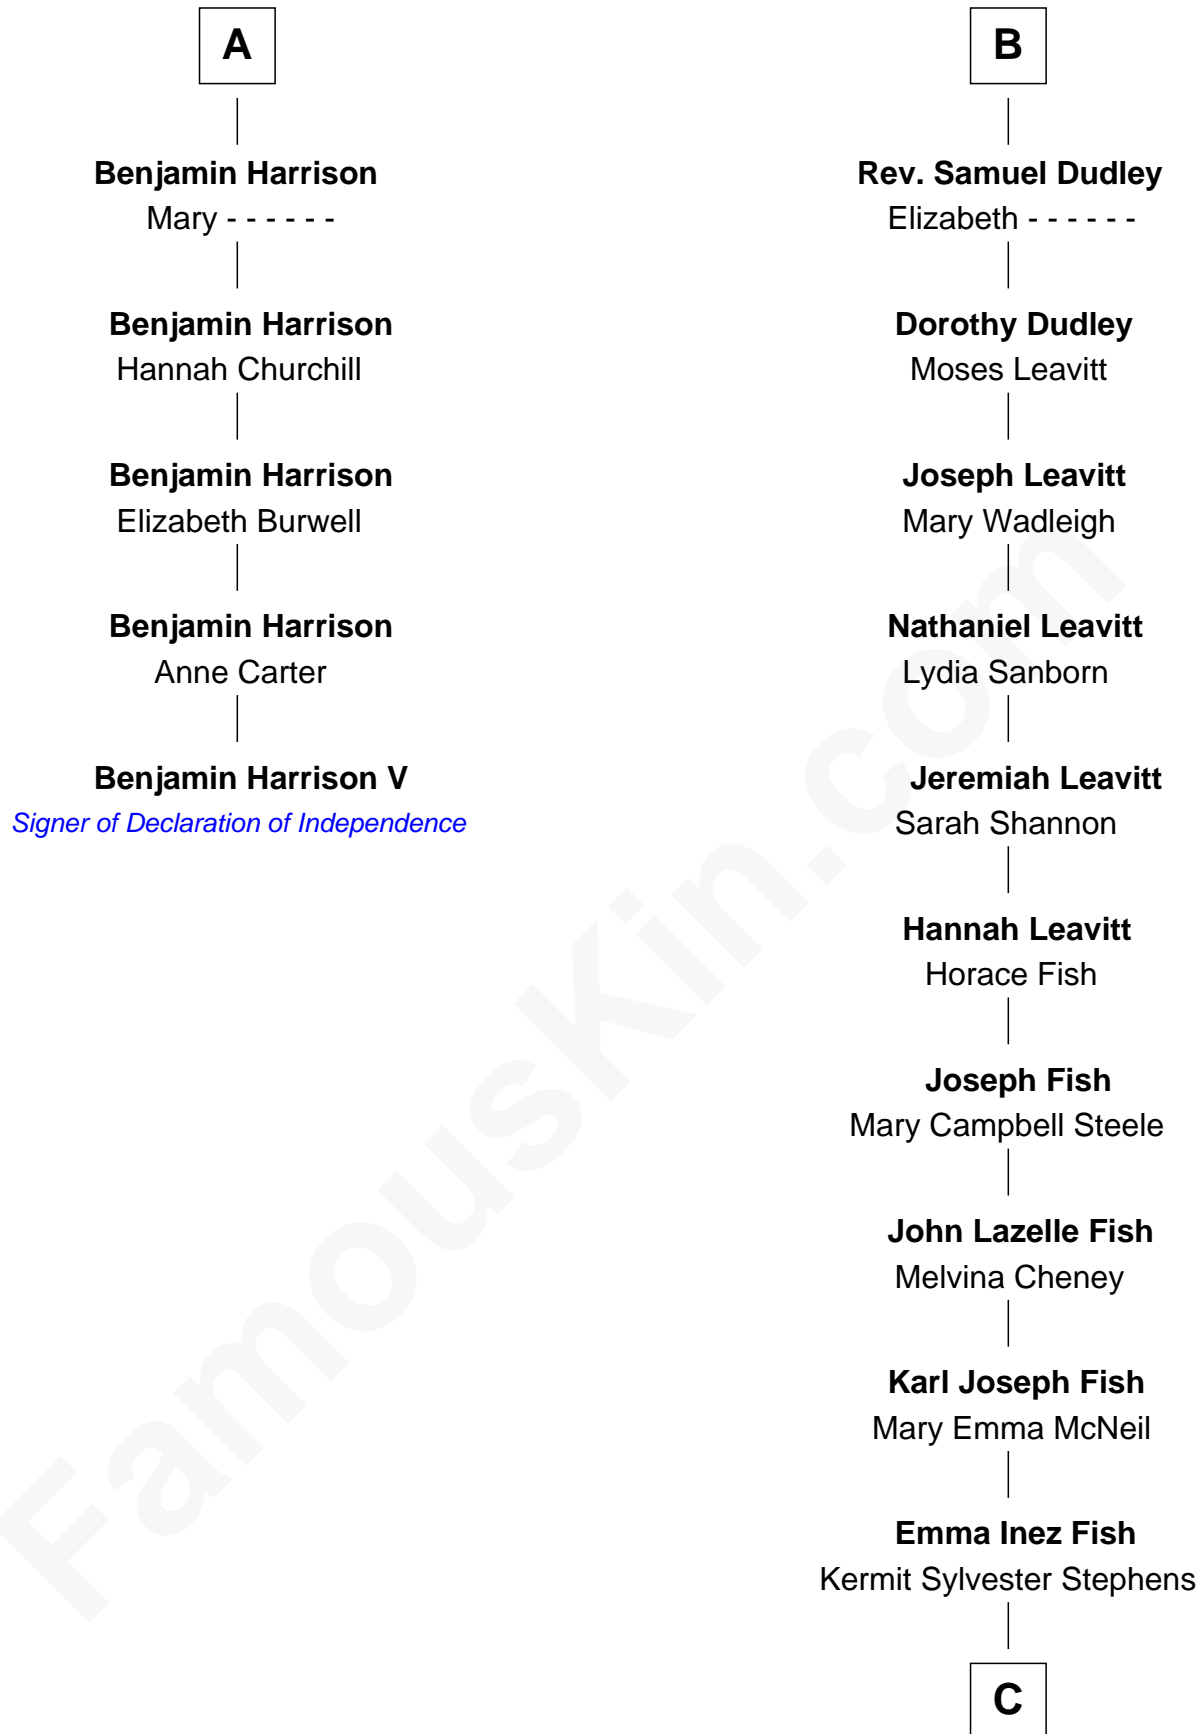 A
Benjamin Harrison
Mary - - - - - -
Benjamin Harrison
Hannah Churchill
Benjamin Harrison
Elizabeth Burwell
Benjamin Harrison
Anne Carter
Benjamin Harrison V
Signer of Declaration of Independence
B
Rev. Samuel Dudley
Elizabeth - - - - - -
Dorothy Dudley
Moses Leavitt
Joseph Leavitt
Mary Wadleigh
Nathaniel Leavitt
Lydia Sanborn
Jeremiah Leavitt
Sarah Shannon
Hannah Leavitt
Horace Fish
Joseph Fish
Mary Campbell Steele
John Lazelle Fish
Melvina Cheney
Karl Joseph Fish
Mary Emma McNeil
Emma Inez Fish
Kermit Sylvester Stephens
C
FamousKin.com